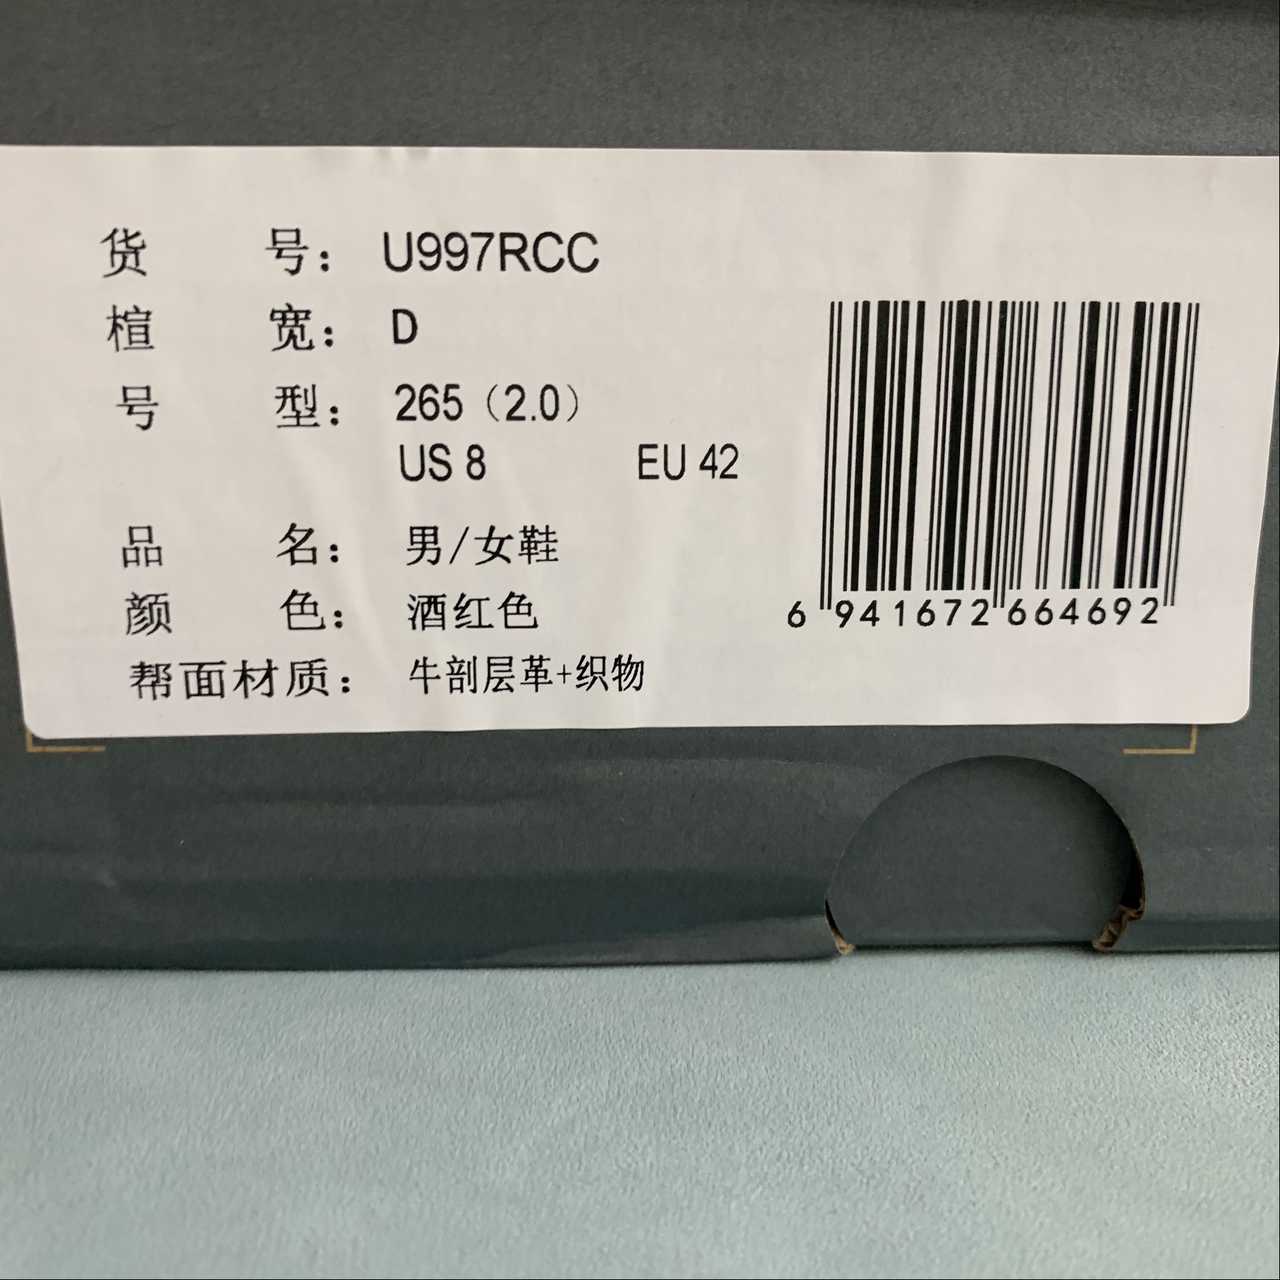 货 号： U997RCC
楦 宽： D
号 型： 265（2.0）
US 8 EU 42
品 名： 男/女鞋
颜 色： 酒红色
帮面材质： 牛剖层革+织物
6 941672 664692